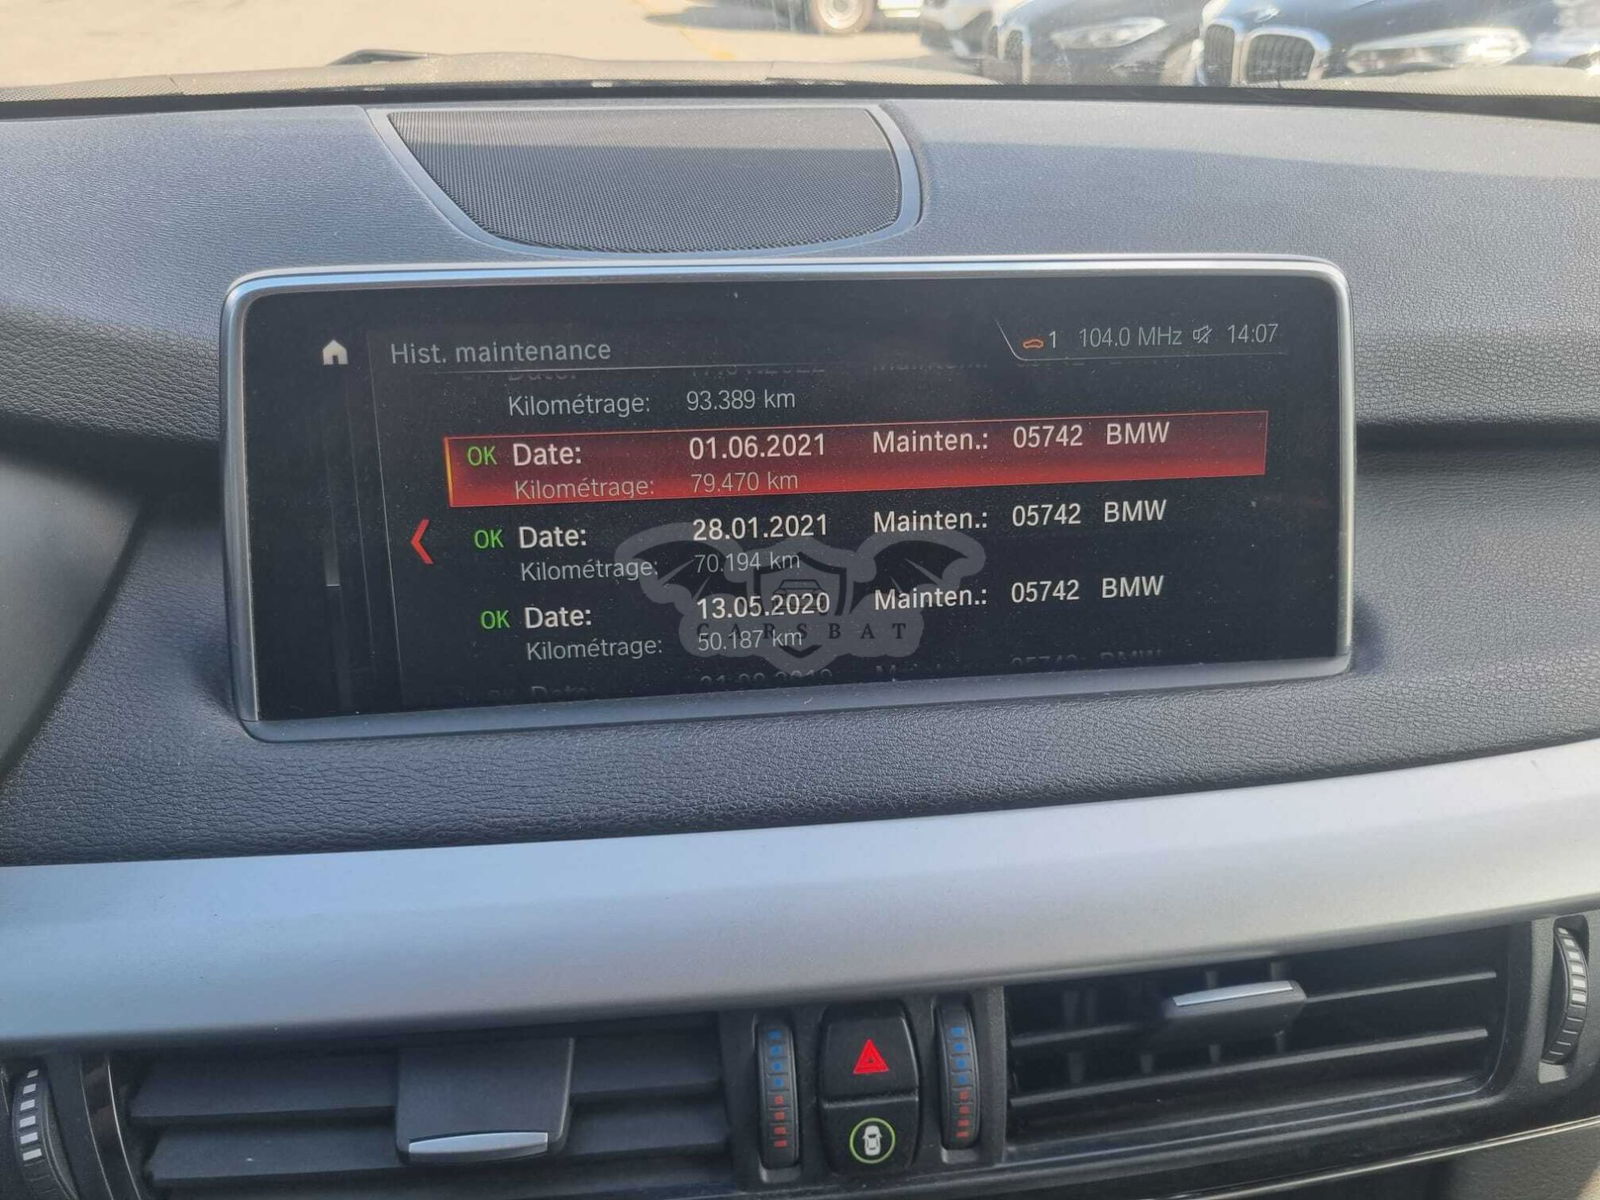 Hist. maintenance
1 104.0 MHz 14:07
Kilométrage: 93.389 km
OK Date: 01.06.2021 Mainten.: 05742 BMW
Kilométrage: 79.470 km
OK Date: 28.01.2021 Mainten.: 05742 BMW
Kilométrage: 70.194 km
OK Date: 13.05.2020 Mainten.: 05742 BMW
Kilométrage: 50.187 km
CARSBAT